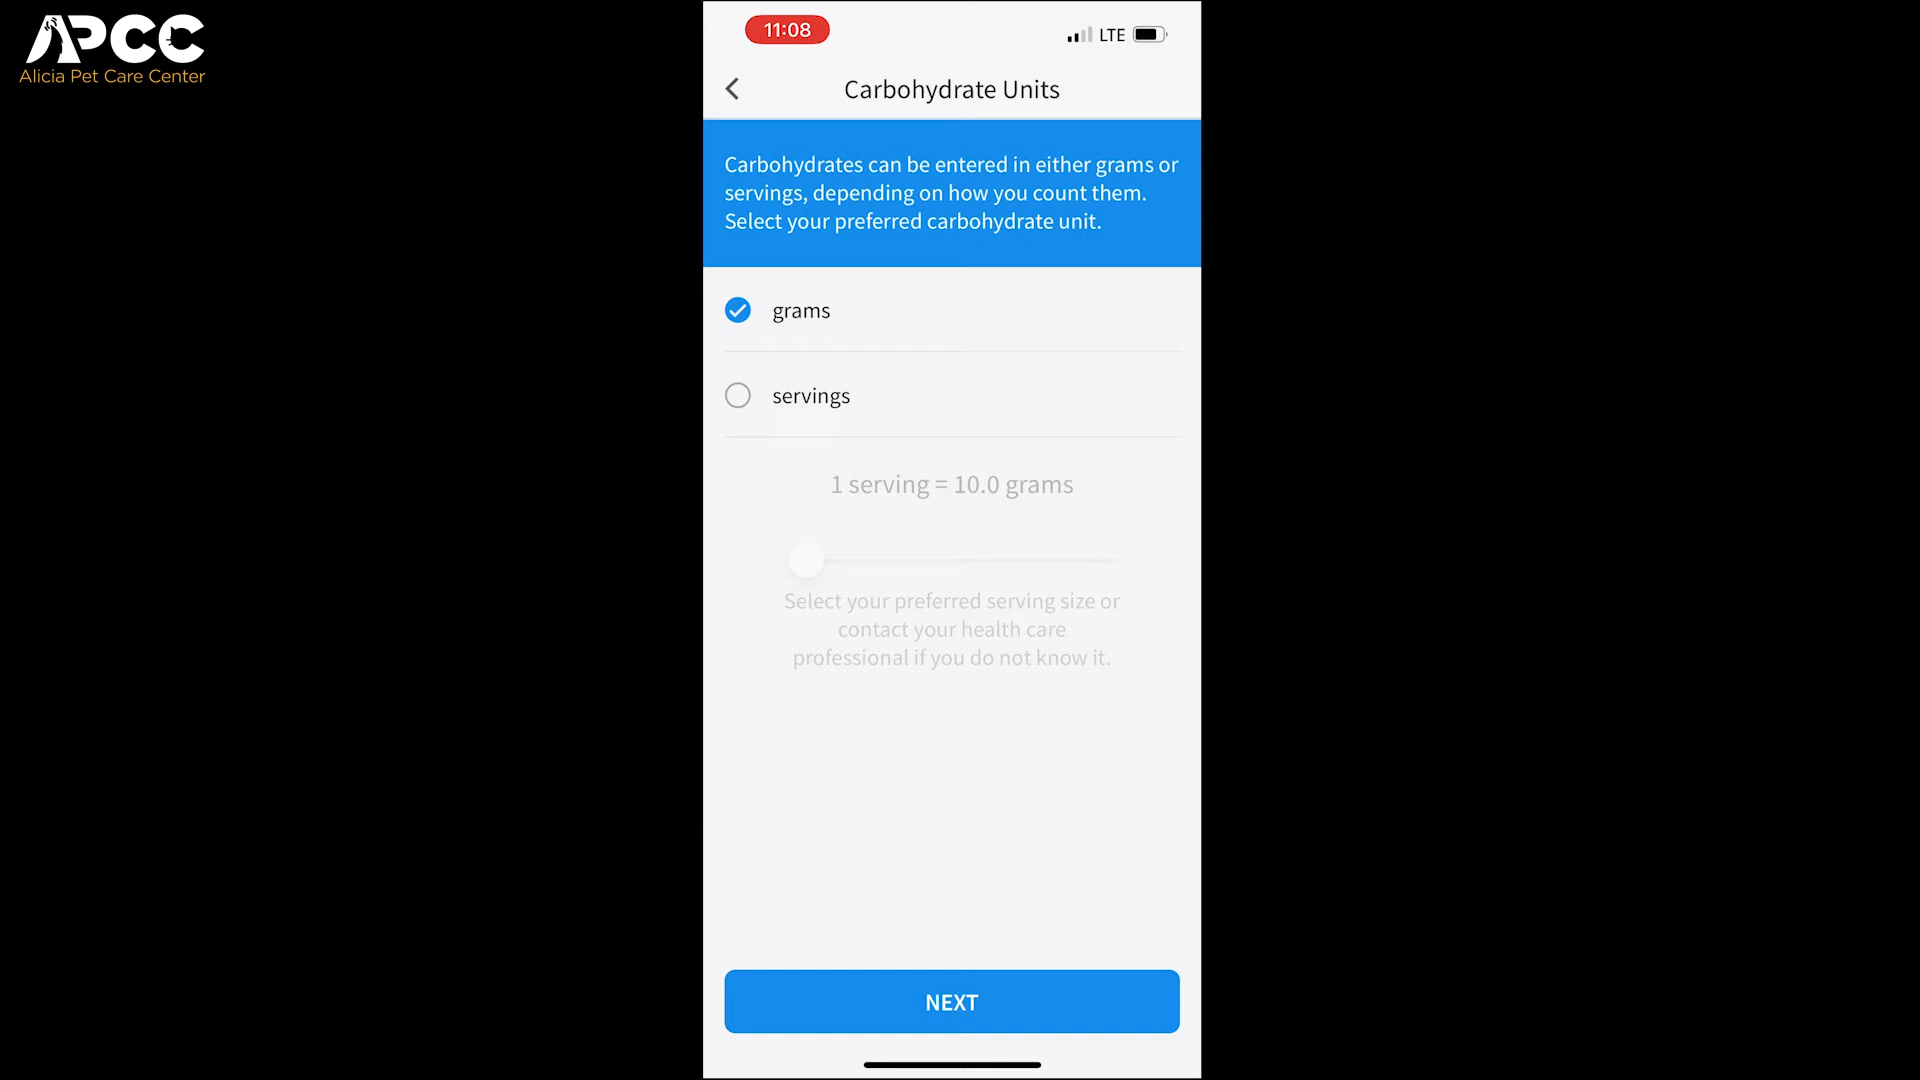 APCC
Alicia Pet Care Center
11:08
LTE
Carbohydrate Units
Carbohydrates can be entered in either grams or
servings, depending on how you count them.
Select your preferred carbohydrate unit.
grams
servings
1 serving = 10.0 grams
Select your preferred serving size or
contact your health care
professional if you do not know it.
NEXT